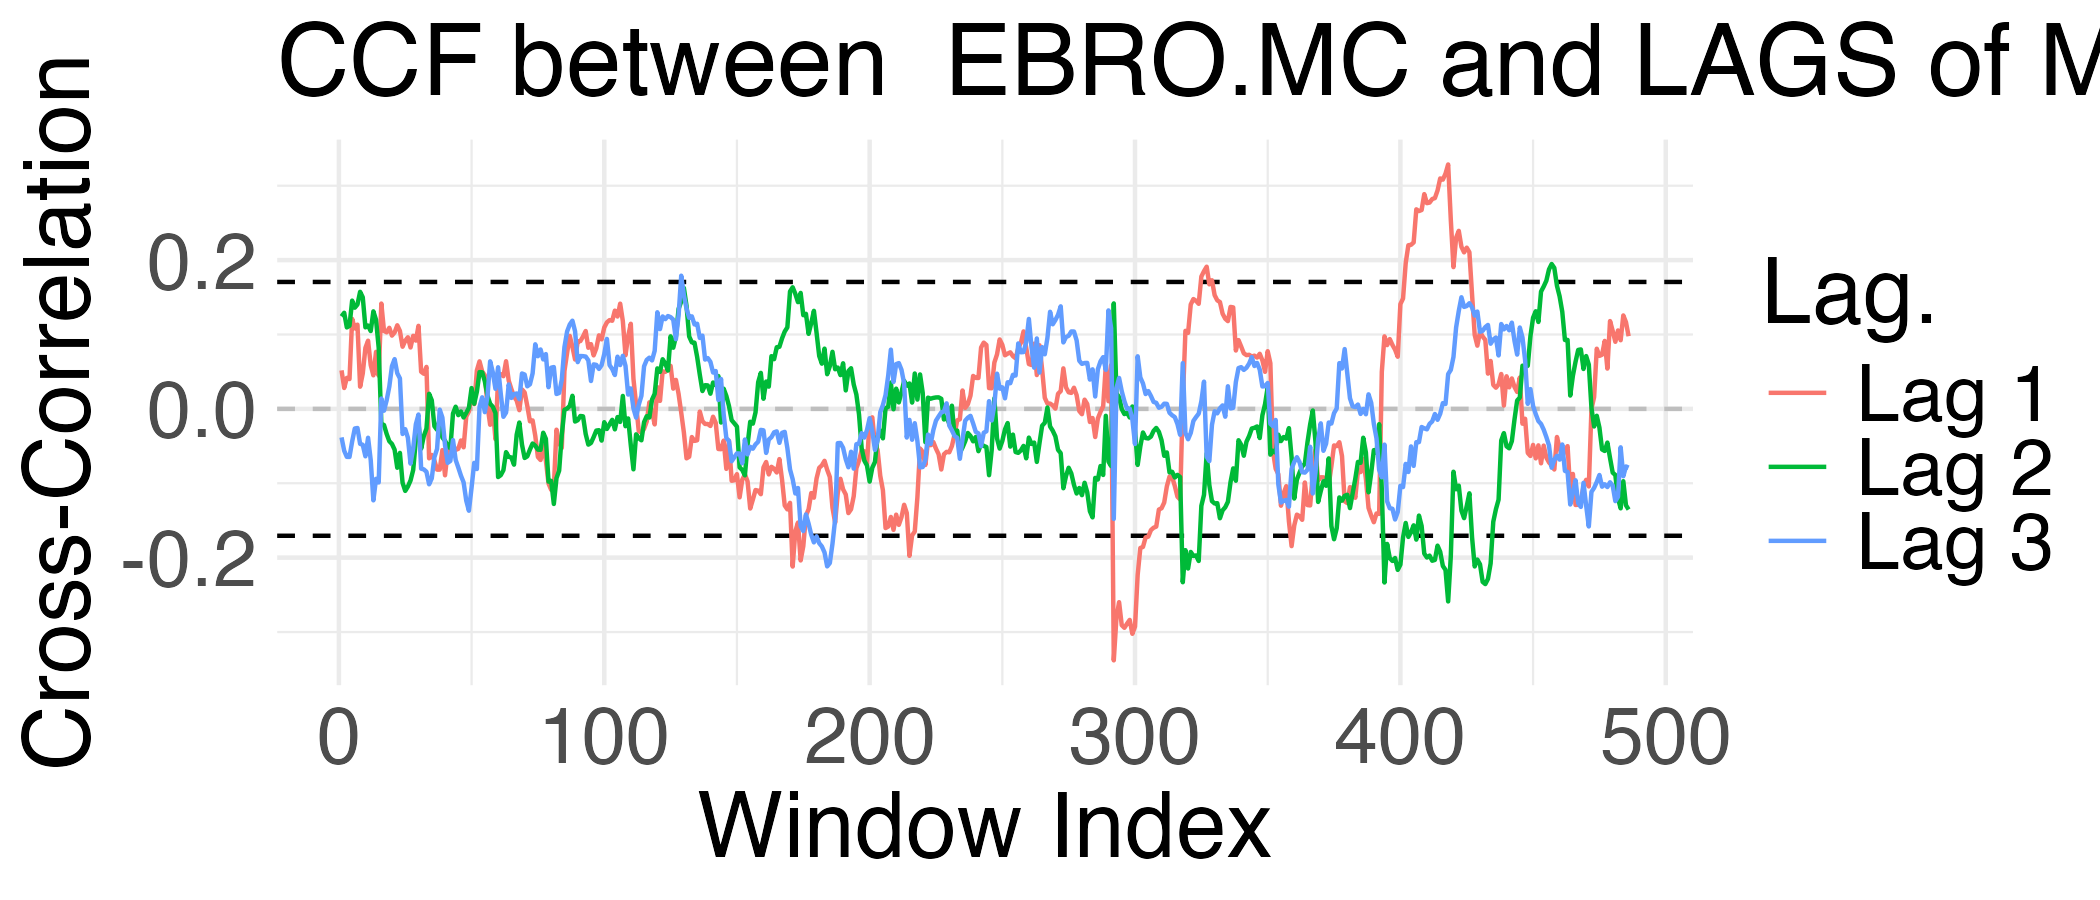 CCF between EBRO.MC and LAGS of M
Cross-Correlation
0.2
0.0
-0.2
0
100
200
300
400
500
Window Index
Lag.
Lag 1
Lag 2
Lag 3